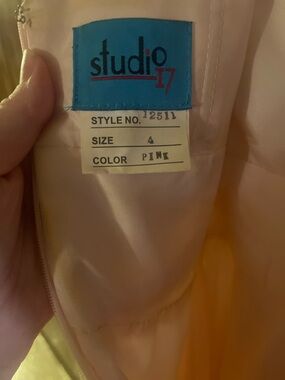 studio
17
STYLE NO. 12511
SIZE 4
COLOR PINK